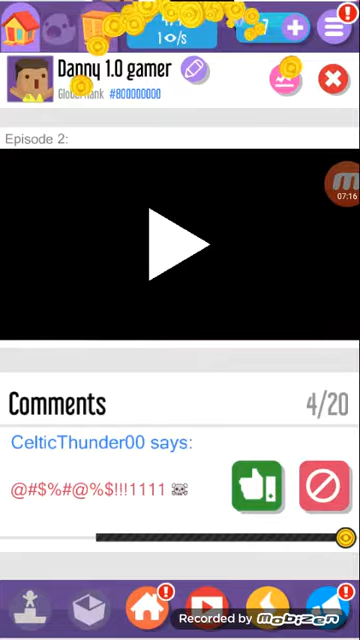 1 /s
Danny 1.0 gamer
Global Rank #800000000
Episode 2:
07:16
Comments 4/20
CelticThunder00 says:
@#$%#@%$!!!1111 ☠
Recorded by Mobizen